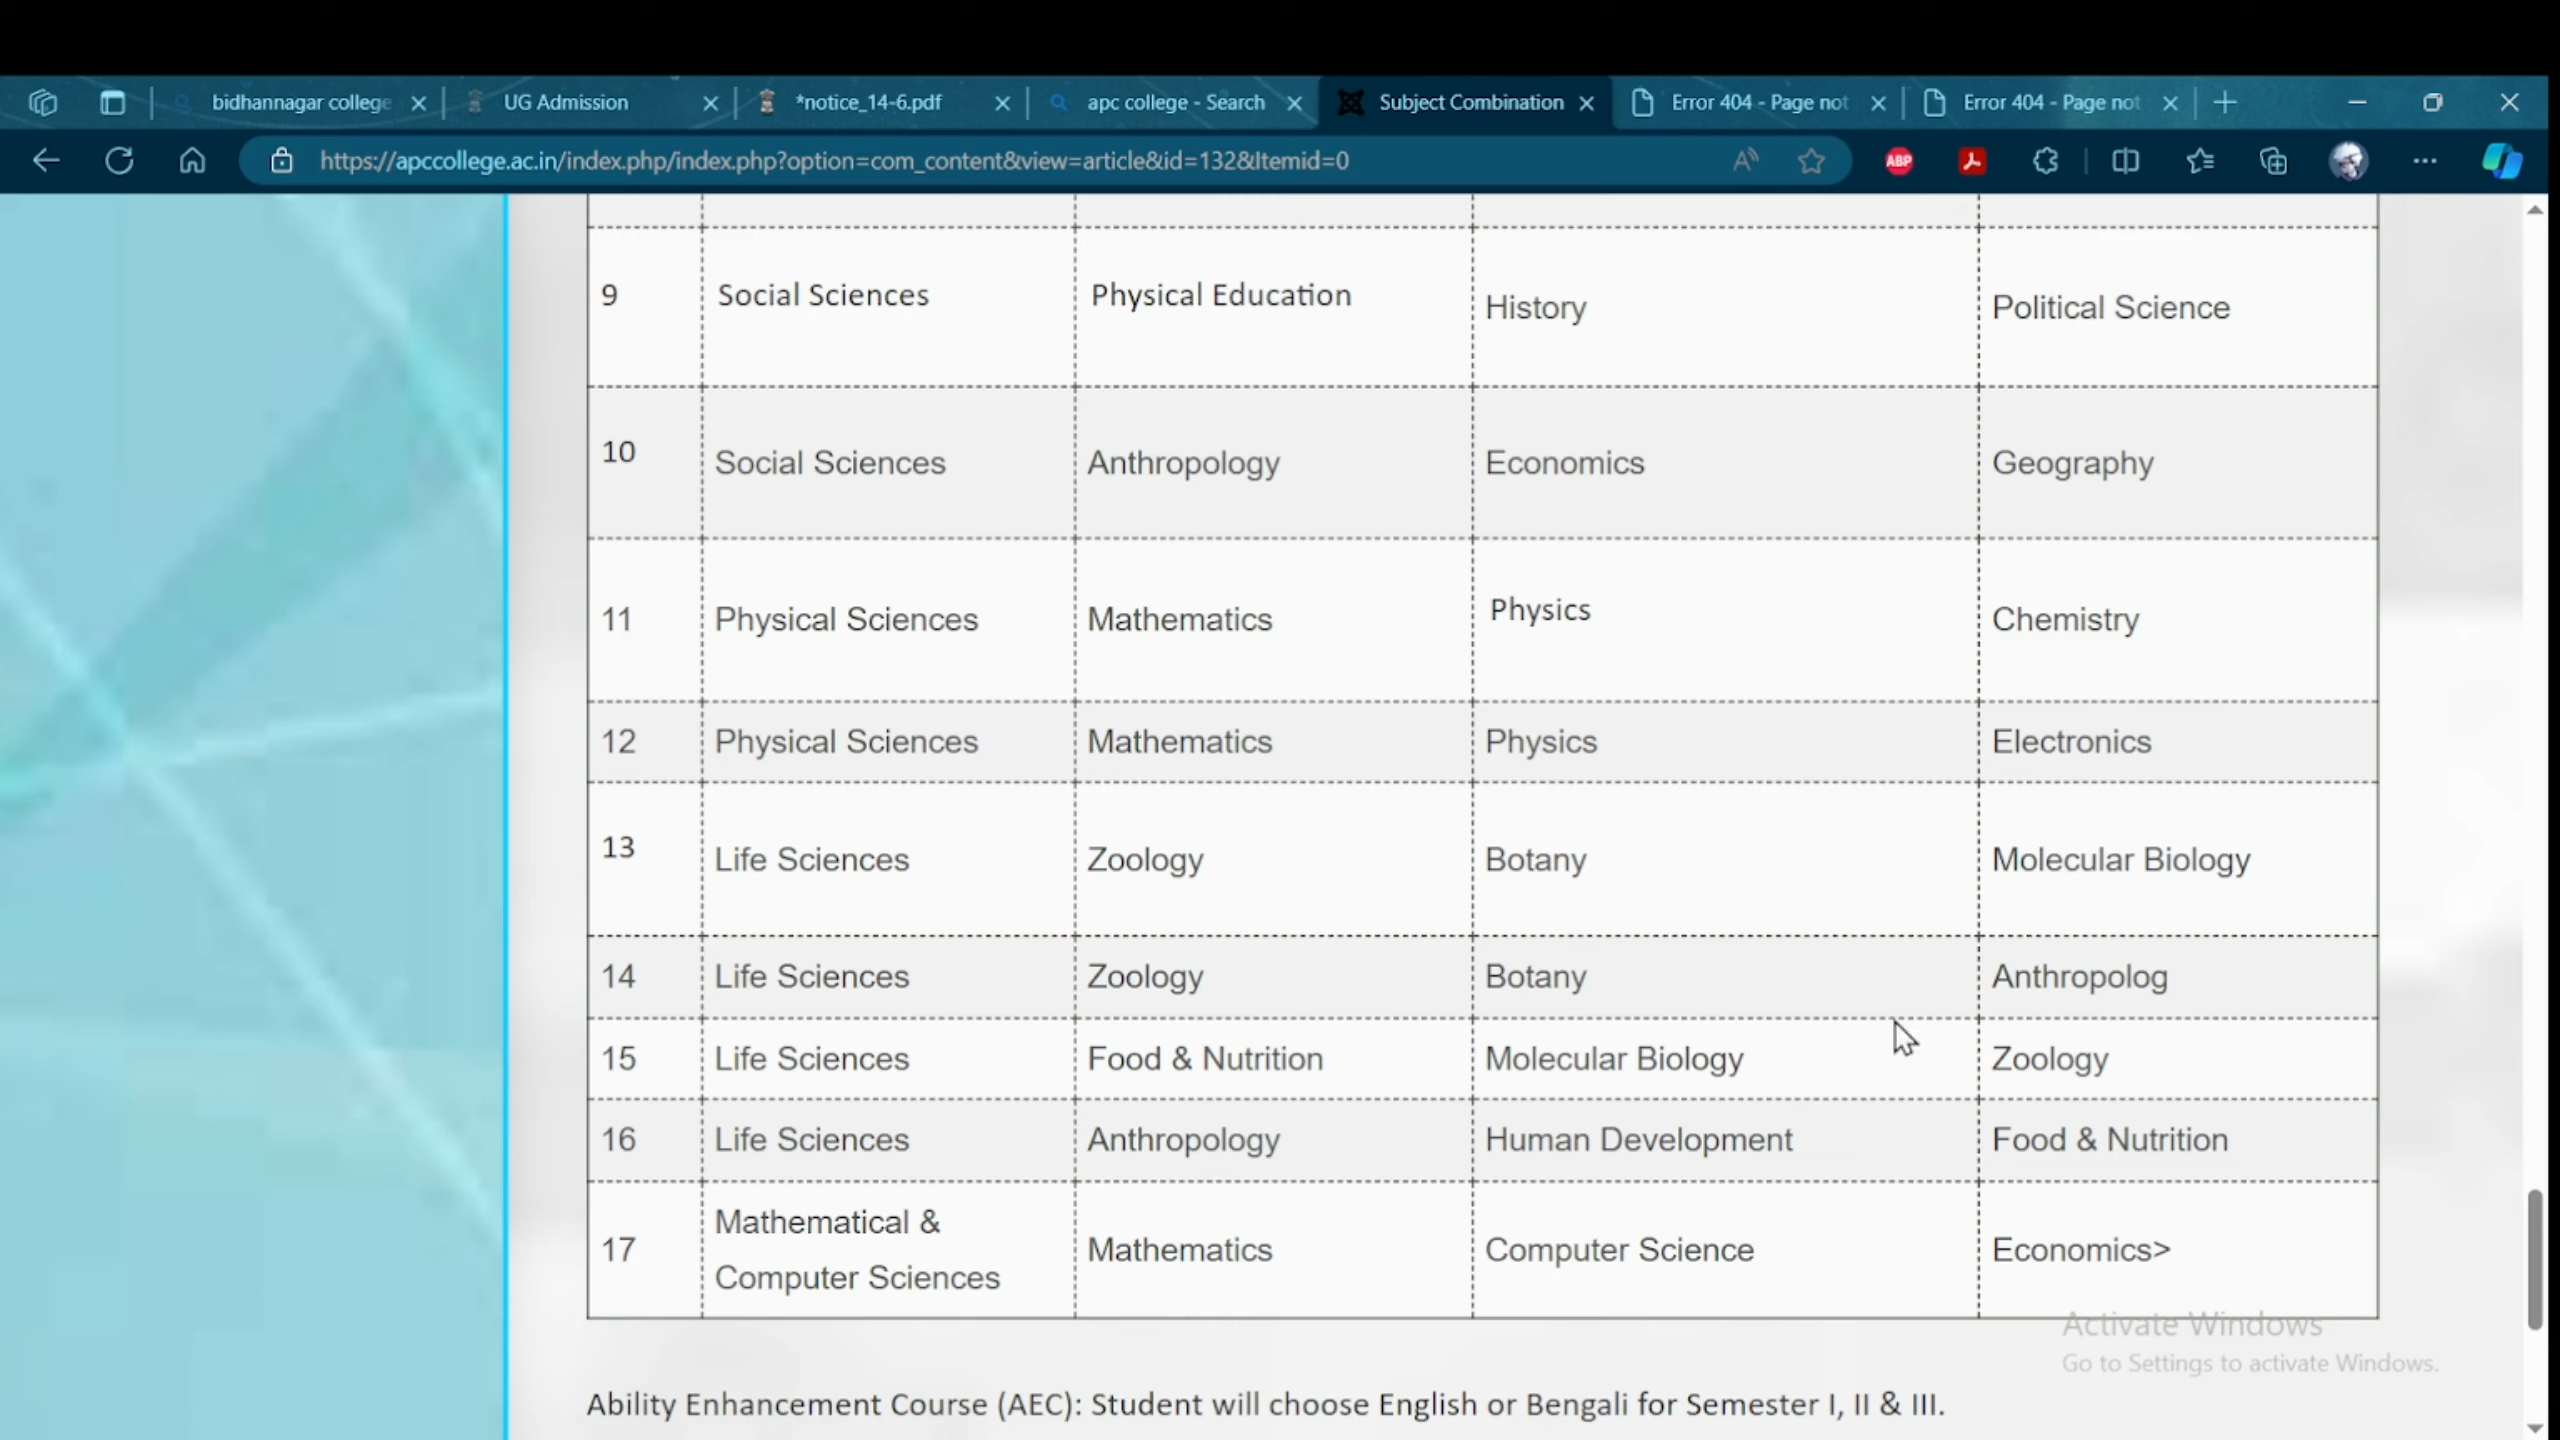 bidhannagar college
UG Admission
*notice_14-6.pdf
apc college - Search
Subject Combination
Error 404 - Page not
Error 404 - Page not
https://apccollege.ac.in/index.php/index.php?option=com_content&view=article&id=132&Itemid=0
ABP
9 Social Sciences Physical Education History Political Science
10 Social Sciences Anthropology Economics Geography
11 Physical Sciences Mathematics Physics Chemistry
12 Physical Sciences Mathematics Physics Electronics
13 Life Sciences Zoology Botany Molecular Biology
14 Life Sciences Zoology Botany Anthropolog
15 Life Sciences Food & Nutrition Molecular Biology Zoology
16 Life Sciences Anthropology Human Development Food & Nutrition
17 Mathematical &
Computer Sciences Mathematics Computer Science Economics>
Activate Windows
Go to Settings to activate Windows.
Ability Enhancement Course (AEC): Student will choose English or Bengali for Semester I, II & III.